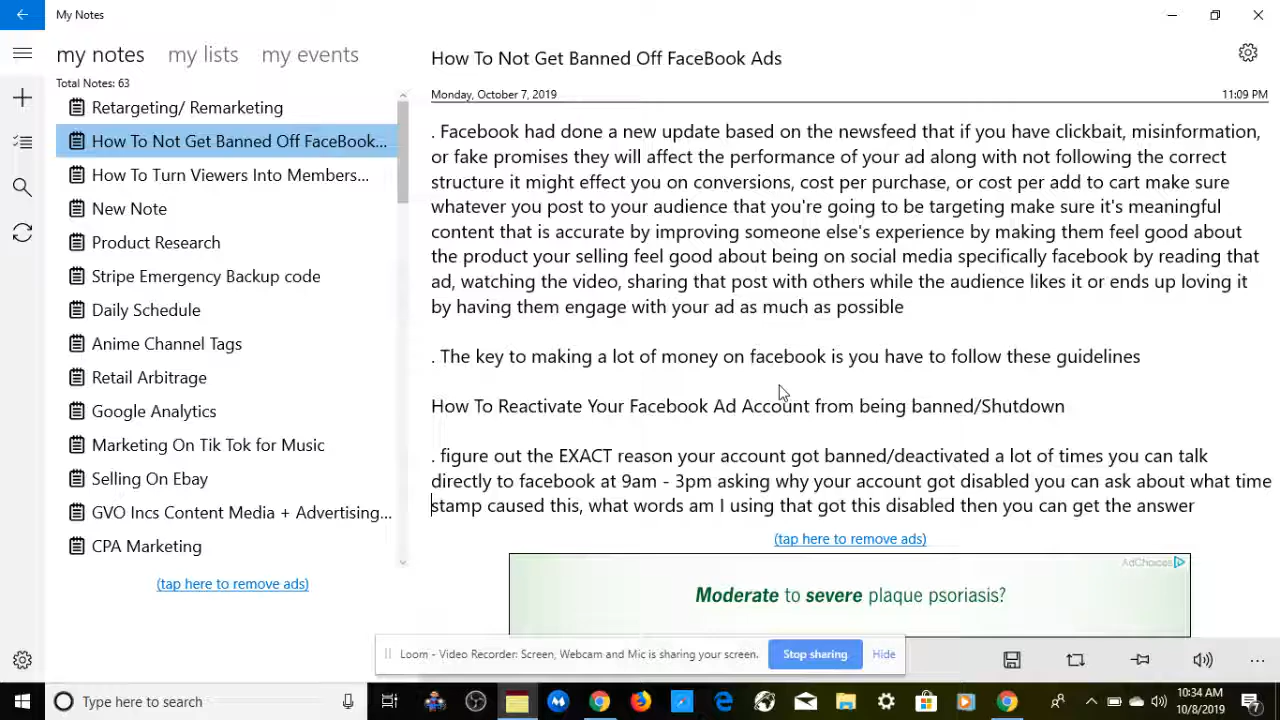 My Notes
my notes my lists my events
Total Notes: 63
Retargeting/ Remarketing
How To Not Get Banned Off FaceBook...
How To Turn Viewers Into Members...
New Note
Product Research
Stripe Emergency Backup code
Daily Schedule
Anime Channel Tags
Retail Arbitrage
Google Analytics
Marketing On Tik Tok for Music
Selling On Ebay
GVO Incs Content Media + Advertising...
CPA Marketing
(tap here to remove ads)
How To Not Get Banned Off FaceBook Ads
Monday, October 7, 2019 11:09 PM
. Facebook had done a new update based on the newsfeed that if you have clickbait, misinformation,
or fake promises they will affect the performance of your ad along with not following the correct
structure it might effect you on conversions, cost per purchase, or cost per add to cart make sure
whatever you post to your audience that you're going to be targeting make sure it's meaningful
content that is accurate by improving someone else's experience by making them feel good about
the product your selling feel good about being on social media specifically facebook by reading that
ad, watching the video, sharing that post with others while the audience likes it or ends up loving it
by having them engage with your ad as much as possible
. The key to making a lot of money on facebook is you have to follow these guidelines
How To Reactivate Your Facebook Ad Account from being banned/Shutdown
. figure out the EXACT reason your account got banned/deactivated a lot of times you can talk
directly to facebook at 9am - 3pm asking why your account got disabled you can ask about what time
stamp caused this, what words am I using that got this disabled then you can get the answer
(tap here to remove ads)
AdChoices
Moderate to severe plaque psoriasis?
Loom - Video Recorder: Screen, Webcam and Mic is sharing your screen. Stop sharing Hide
Type here to search
10:34 AM
10/8/2019
7